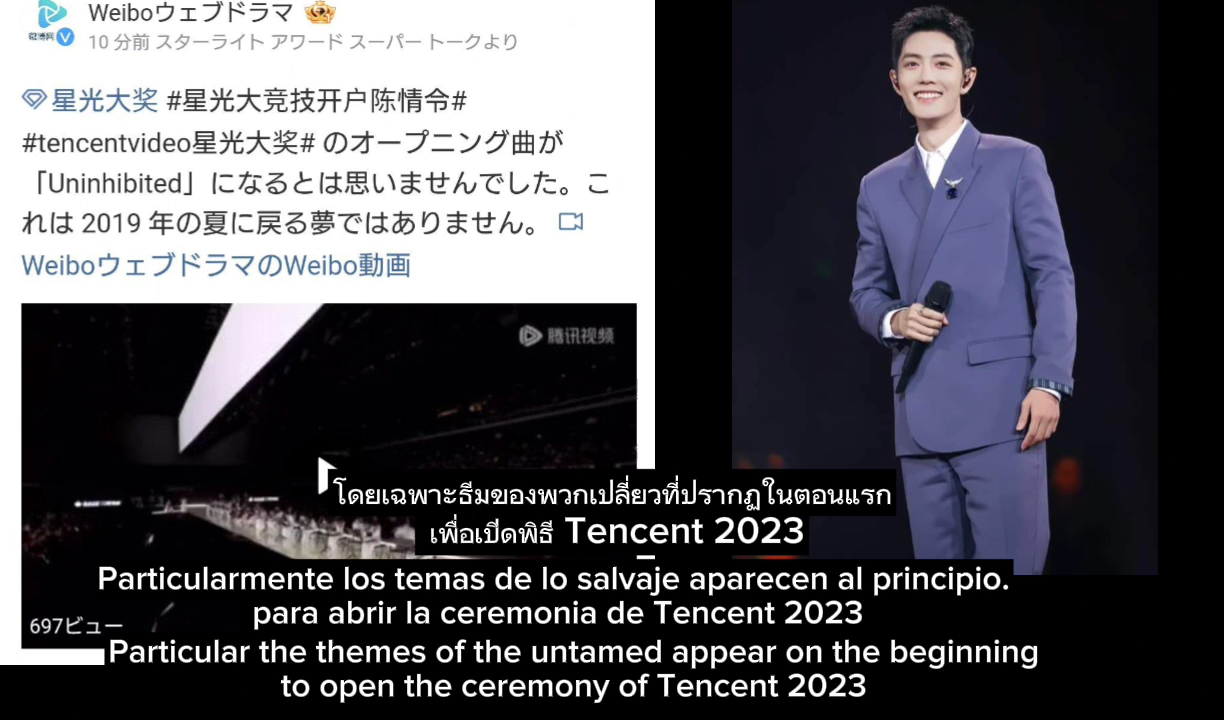 Weiboウェブドラマ
10 分前 スターライト アワード スーパー トークより
星光大奖 #星光大竞技开户陈情令#
#tencentvideo星光大奖# のオープニング曲が
「Uninhibited」になるとは思いませんでした。こ
れは 2019 年の夏に戻る夢ではありません。
WeiboウェブドラマのWeibo動画
腾讯视频
โดยเฉพาะธีมของพวกเปลี่ยวที่ปรากฏในตอนแรก
เพื่อเปิดพิธี Tencent 2023
Particularmente los temas de lo salvaje aparecen al principio.
para abrir la ceremonia de Tencent 2023
697ビュー
Particular the themes of the untamed appear on the beginning
to open the ceremony of Tencent 2023